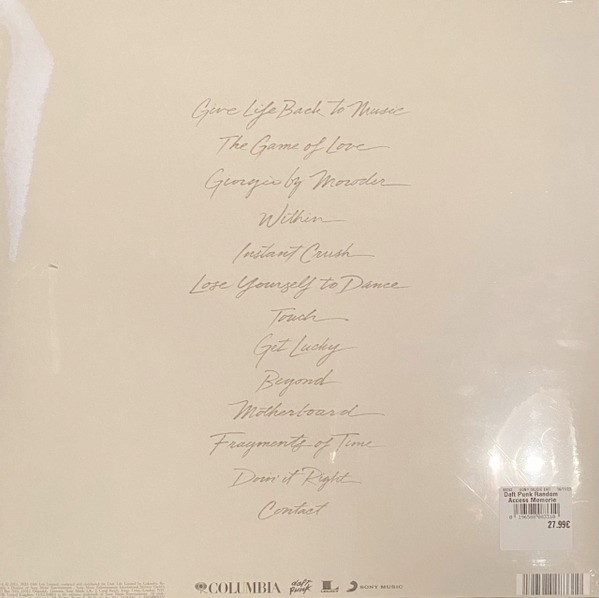 Give Life Back to Music
The Game of Love
Giorgio by Moroder
Within
Instant Crush
Lose Yourself to Dance
Touch
Get Lucky
Beyond
Motherboard
Fragments of Time
Doin' it Right
Contact
Daft Punk Random
Access Memorie
27.99€
COLUMBIA
daft punk
SONY MUSIC